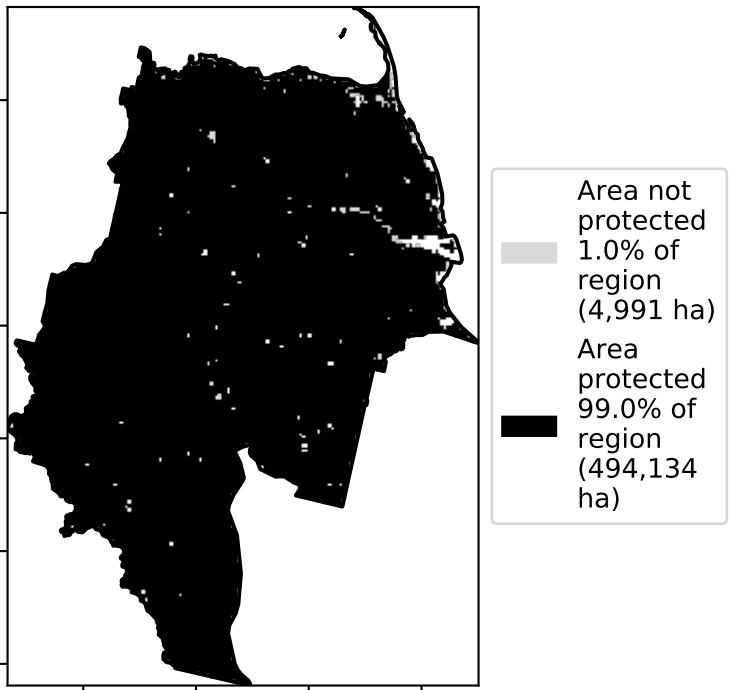 Area not
protected
1.0% of
region
(4,991 ha)
Area
protected
99.0% of
region
(494,134
ha)